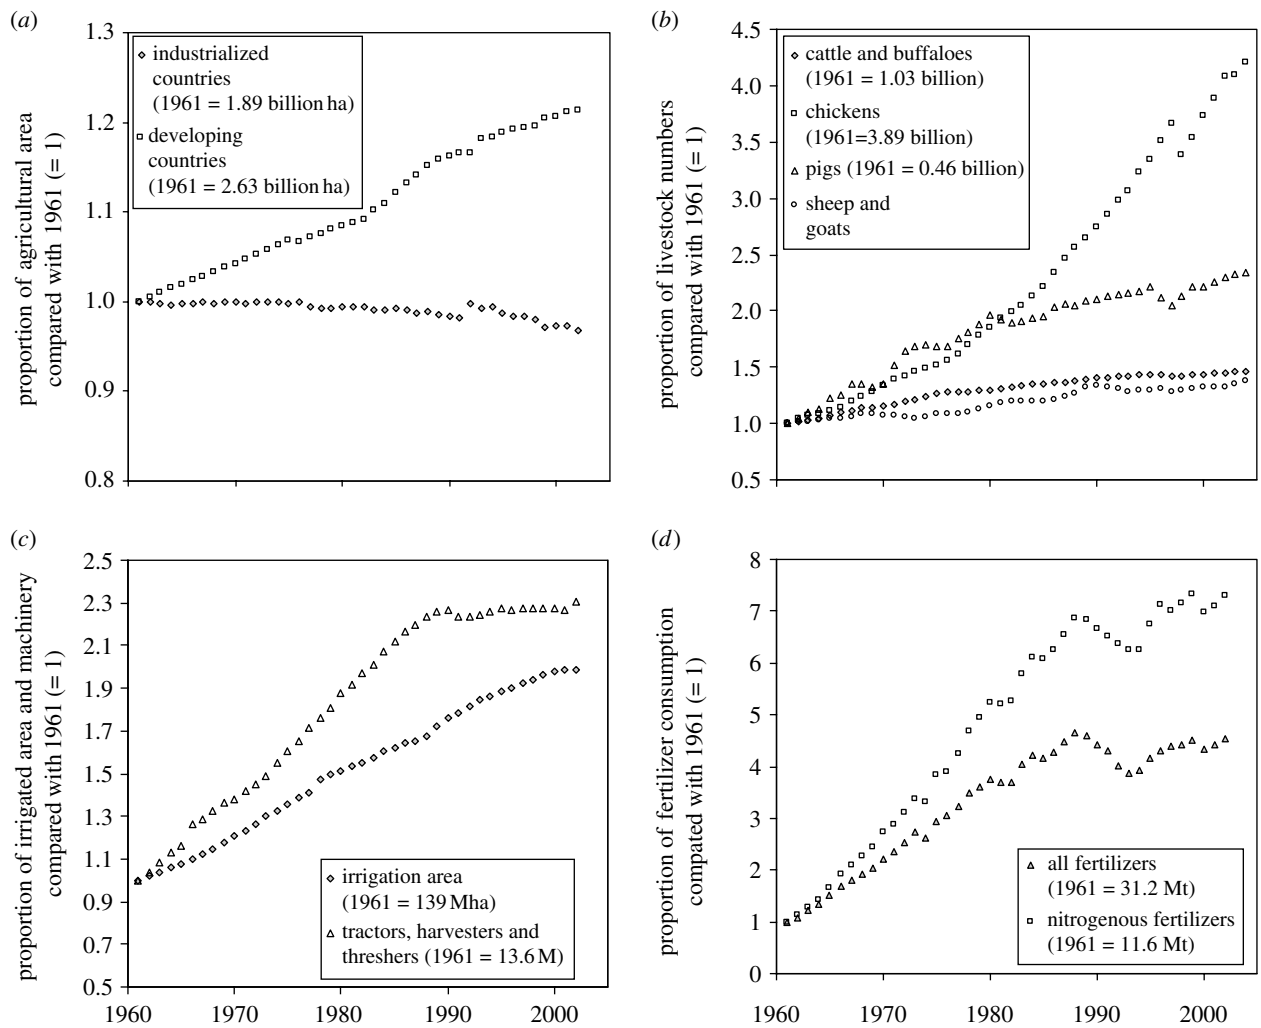 (a)
proportion of agricultural area
compared with 1961 (= 1)
1.3
1.2
1.1
1.0
0.9
0.8
industrialized
countries
(1961 = 1.89 billion ha)
developing
countries
(1961 = 2.63 billion ha)
(b)
proportion of livestock numbers
compared with 1961 (= 1)
4.5
4.0
3.5
3.0
2.5
2.0
1.5
1.0
0.5
cattle and buffaloes
(1961 = 1.03 billion)
chickens
(1961=3.89 billion)
pigs (1961 = 0.46 billion)
sheep and
goats
(c)
proportion of irrigated area and machinery
compared with 1961 (= 1)
2.5
2.3
2.1
1.9
1.7
1.5
1.3
1.1
0.9
0.7
0.5
irrigation area
(1961 = 139 Mha)
tractors, harvesters and
threshers (1961 = 13.6 M)
1960 1970 1980 1990 2000
(d)
proportion of fertilizer consumption
compated with 1961 (= 1)
8
7
6
5
4
3
2
1
0
all fertilizers
(1961 = 31.2 Mt)
nitrogenous fertilizers
(1961 = 11.6 Mt)
1960 1970 1980 1990 2000